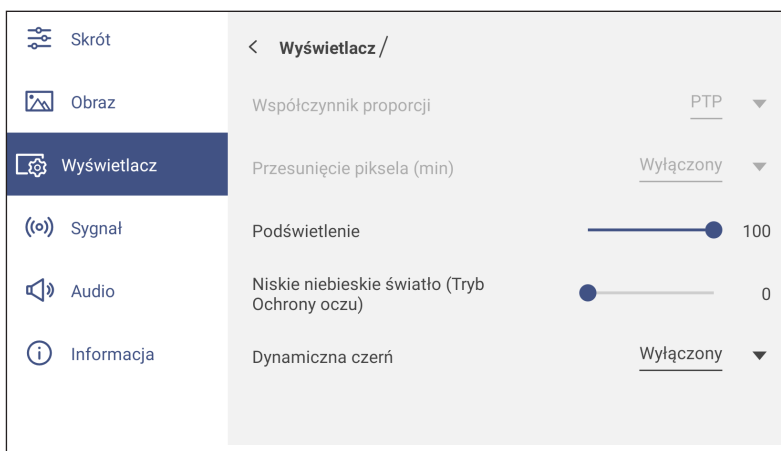 Skrót
Obraz
Wyświetlacz
Sygnał
Audio
Informacja
< Wyświetlacz /
Współczynnik proporcji PTP
Przesunięcie piksela (min) Wyłączony
Podświetlenie 100
Niskie niebieskie światło (Tryb
Ochrony oczu) 0
Dynamiczna czerń Wyłączony